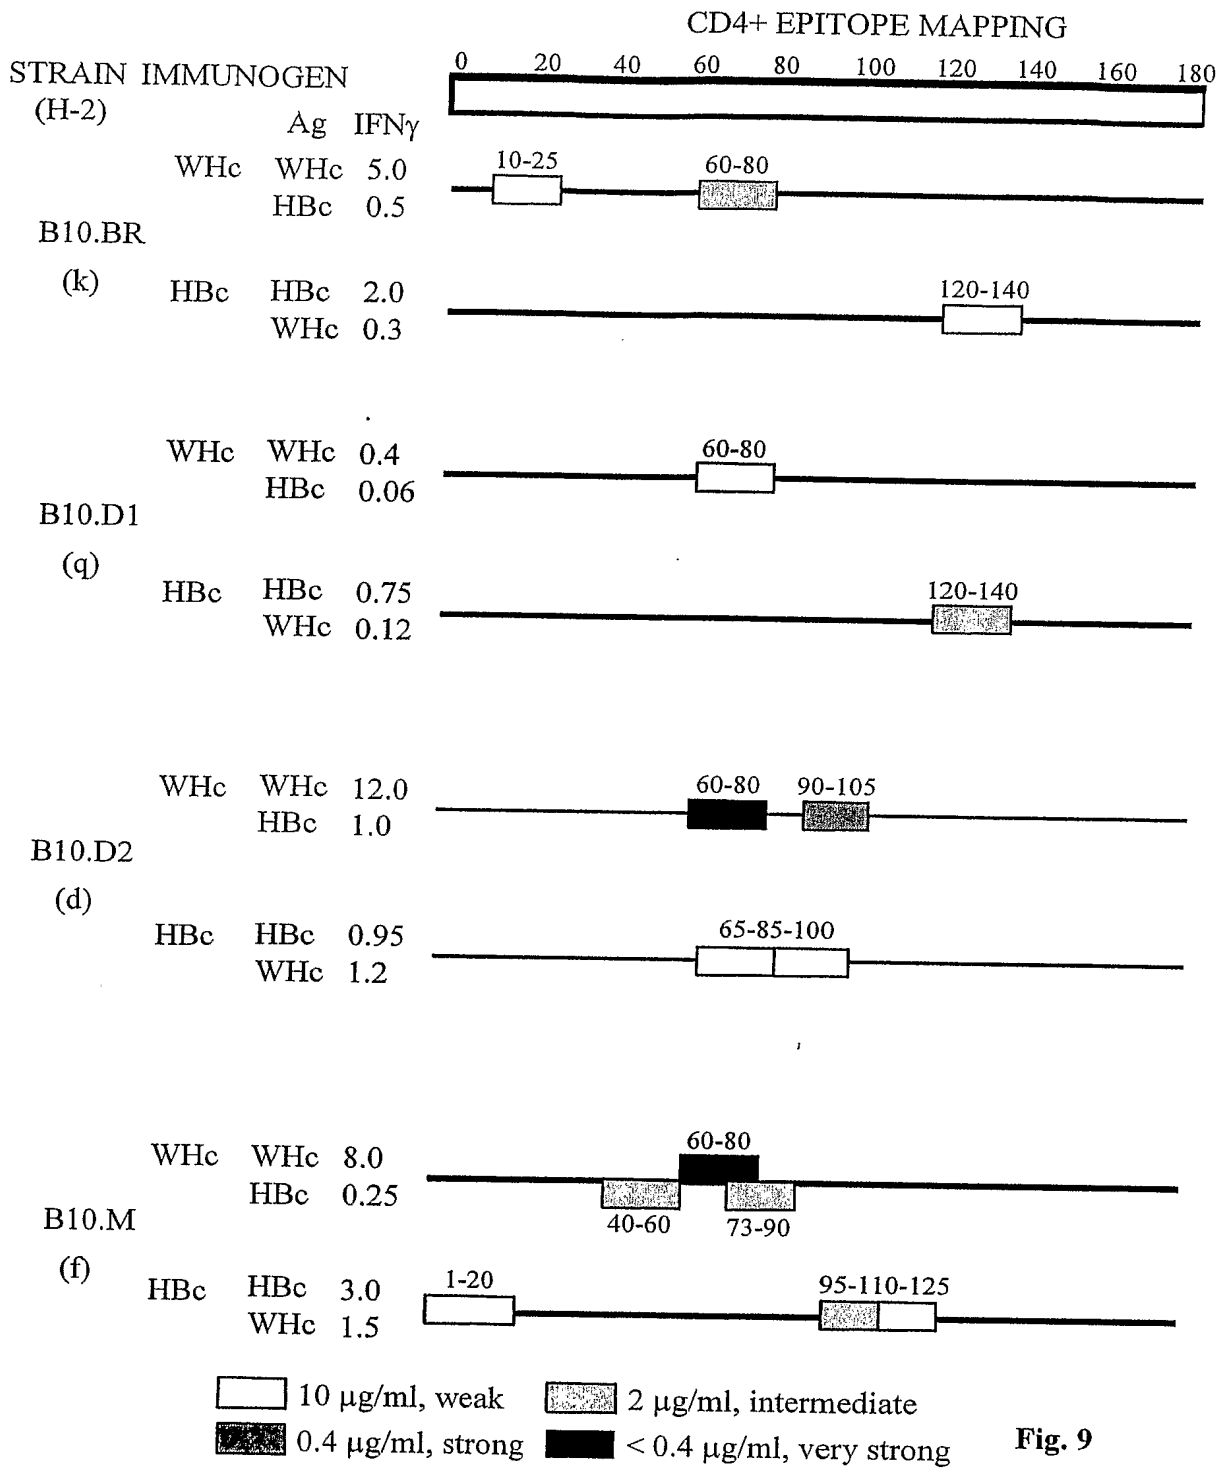 CD4+ EPITOPE MAPPING
0 20 40 60 80 100 120 140 160 180
STRAIN IMMUNOGEN
(H-2)
Ag IFNγ
10-25 60-80
WHc WHc 5.0
HBc 0.5
B10.BR
(k)
120-140
HBc HBc 2.0
WHc 0.3
60-80
WHc WHc 0.4
HBc 0.06
B10.D1
(q)
120-140
HBc HBc 0.75
WHc 0.12
60-80 90-105
WHc WHc 12.0
HBc 1.0
B10.D2
(d)
65-85-100
HBc HBc 0.95
WHc 1.2
60-80
WHc WHc 8.0
HBc 0.25
40-60 73-90
B10.M
(f)
1-20 95-110-125
HBc HBc 3.0
WHc 1.5
10 μg/ml, weak 2 μg/ml, intermediate
0.4 μg/ml, strong < 0.4 μg/ml, very strong
Fig. 9